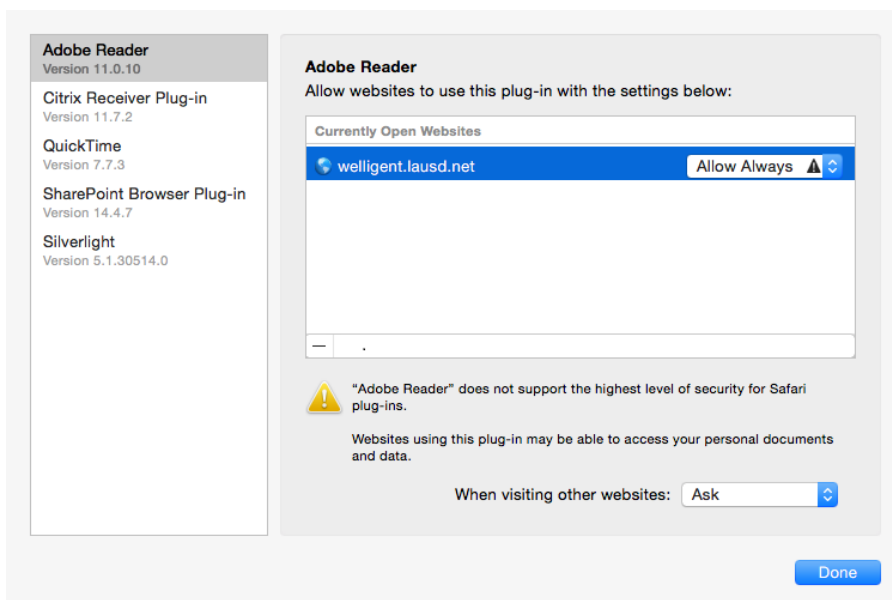 Adobe Reader
Version 11.0.10
Citrix Receiver Plug-in
Version 11.7.2
QuickTime
Version 7.7.3
SharePoint Browser Plug-in
Version 14.4.7
Silverlight
Version 5.1.30514.0
Adobe Reader
Allow websites to use this plug-in with the settings below:
Currently Open Websites
welligent.lausd.net Allow Always
“Adobe Reader” does not support the highest level of security for Safari
plug-ins.
Websites using this plug-in may be able to access your personal documents
and data.
When visiting other websites: Ask
Done